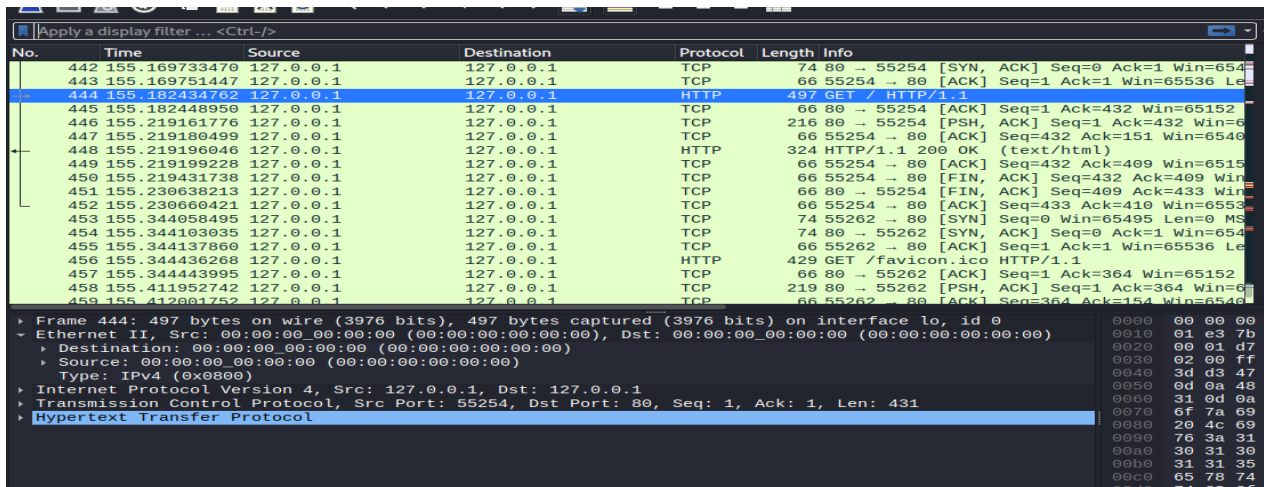 Apply a display filter ... <Ctrl-/>
No. Time Source Destination Protocol Length Info
442 155.169733470 127.0.0.1 127.0.0.1 TCP 74 80 → 55254 [SYN, ACK] Seq=0 Ack=1 Win=654
443 155.169751447 127.0.0.1 127.0.0.1 TCP 66 55254 → 80 [ACK] Seq=1 Ack=1 Win=65536 Le
444 155.182434762 127.0.0.1 127.0.0.1 HTTP 497 GET / HTTP/1.1
445 155.182448950 127.0.0.1 127.0.0.1 TCP 66 80 → 55254 [ACK] Seq=1 Ack=432 Win=65152
446 155.219161776 127.0.0.1 127.0.0.1 TCP 216 80 → 55254 [PSH, ACK] Seq=1 Ack=432 Win=6
447 155.219180499 127.0.0.1 127.0.0.1 TCP 66 55254 → 80 [ACK] Seq=432 Ack=151 Win=6540
448 155.219196046 127.0.0.1 127.0.0.1 HTTP 324 HTTP/1.1 200 OK (text/html)
449 155.219199228 127.0.0.1 127.0.0.1 TCP 66 55254 → 80 [ACK] Seq=432 Ack=409 Win=6515
450 155.219431738 127.0.0.1 127.0.0.1 TCP 66 55254 → 80 [FIN, ACK] Seq=432 Ack=409 Win
451 155.230638213 127.0.0.1 127.0.0.1 TCP 66 80 → 55254 [FIN, ACK] Seq=409 Ack=433 Win
452 155.230660421 127.0.0.1 127.0.0.1 TCP 66 55254 → 80 [ACK] Seq=433 Ack=410 Win=6553
453 155.344058495 127.0.0.1 127.0.0.1 TCP 74 55262 → 80 [SYN] Seq=0 Win=65495 Len=0 MS
454 155.344103035 127.0.0.1 127.0.0.1 TCP 74 80 → 55262 [SYN, ACK] Seq=0 Ack=1 Win=654
455 155.344137860 127.0.0.1 127.0.0.1 TCP 66 55262 → 80 [ACK] Seq=1 Ack=1 Win=65536 Le
456 155.344436268 127.0.0.1 127.0.0.1 HTTP 429 GET /favicon.ico HTTP/1.1
457 155.344443995 127.0.0.1 127.0.0.1 TCP 66 80 → 55262 [ACK] Seq=1 Ack=364 Win=65152
458 155.411952742 127.0.0.1 127.0.0.1 TCP 219 80 → 55262 [PSH, ACK] Seq=1 Ack=364 Win=6
459 155.412001752 127.0.0.1 127.0.0.1 TCP 66 55262 → 80 [ACK] Seq=364 Ack=154 Win=6540
Frame 444: 497 bytes on wire (3976 bits), 497 bytes captured (3976 bits) on interface lo, id 0
Ethernet II, Src: 00:00:00_00:00:00 (00:00:00:00:00:00), Dst: 00:00:00_00:00:00 (00:00:00:00:00:00)
Destination: 00:00:00_00:00:00 (00:00:00:00:00:00)
Source: 00:00:00_00:00:00 (00:00:00:00:00:00)
Type: IPv4 (0x0800)
Internet Protocol Version 4, Src: 127.0.0.1, Dst: 127.0.0.1
Transmission Control Protocol, Src Port: 55254, Dst Port: 80, Seq: 1, Ack: 1, Len: 431
Hypertext Transfer Protocol
0000 00 00 00
0010 01 e3 7b
0020 00 01 d7
0030 02 00 ff
0040 3d d3 47
0050 0d 0a 48
0060 31 0d 0a
0070 6f 7a 69
0080 20 4c 69
0090 76 3a 31
00a0 30 31 30
00b0 31 31 35
00c0 65 78 74